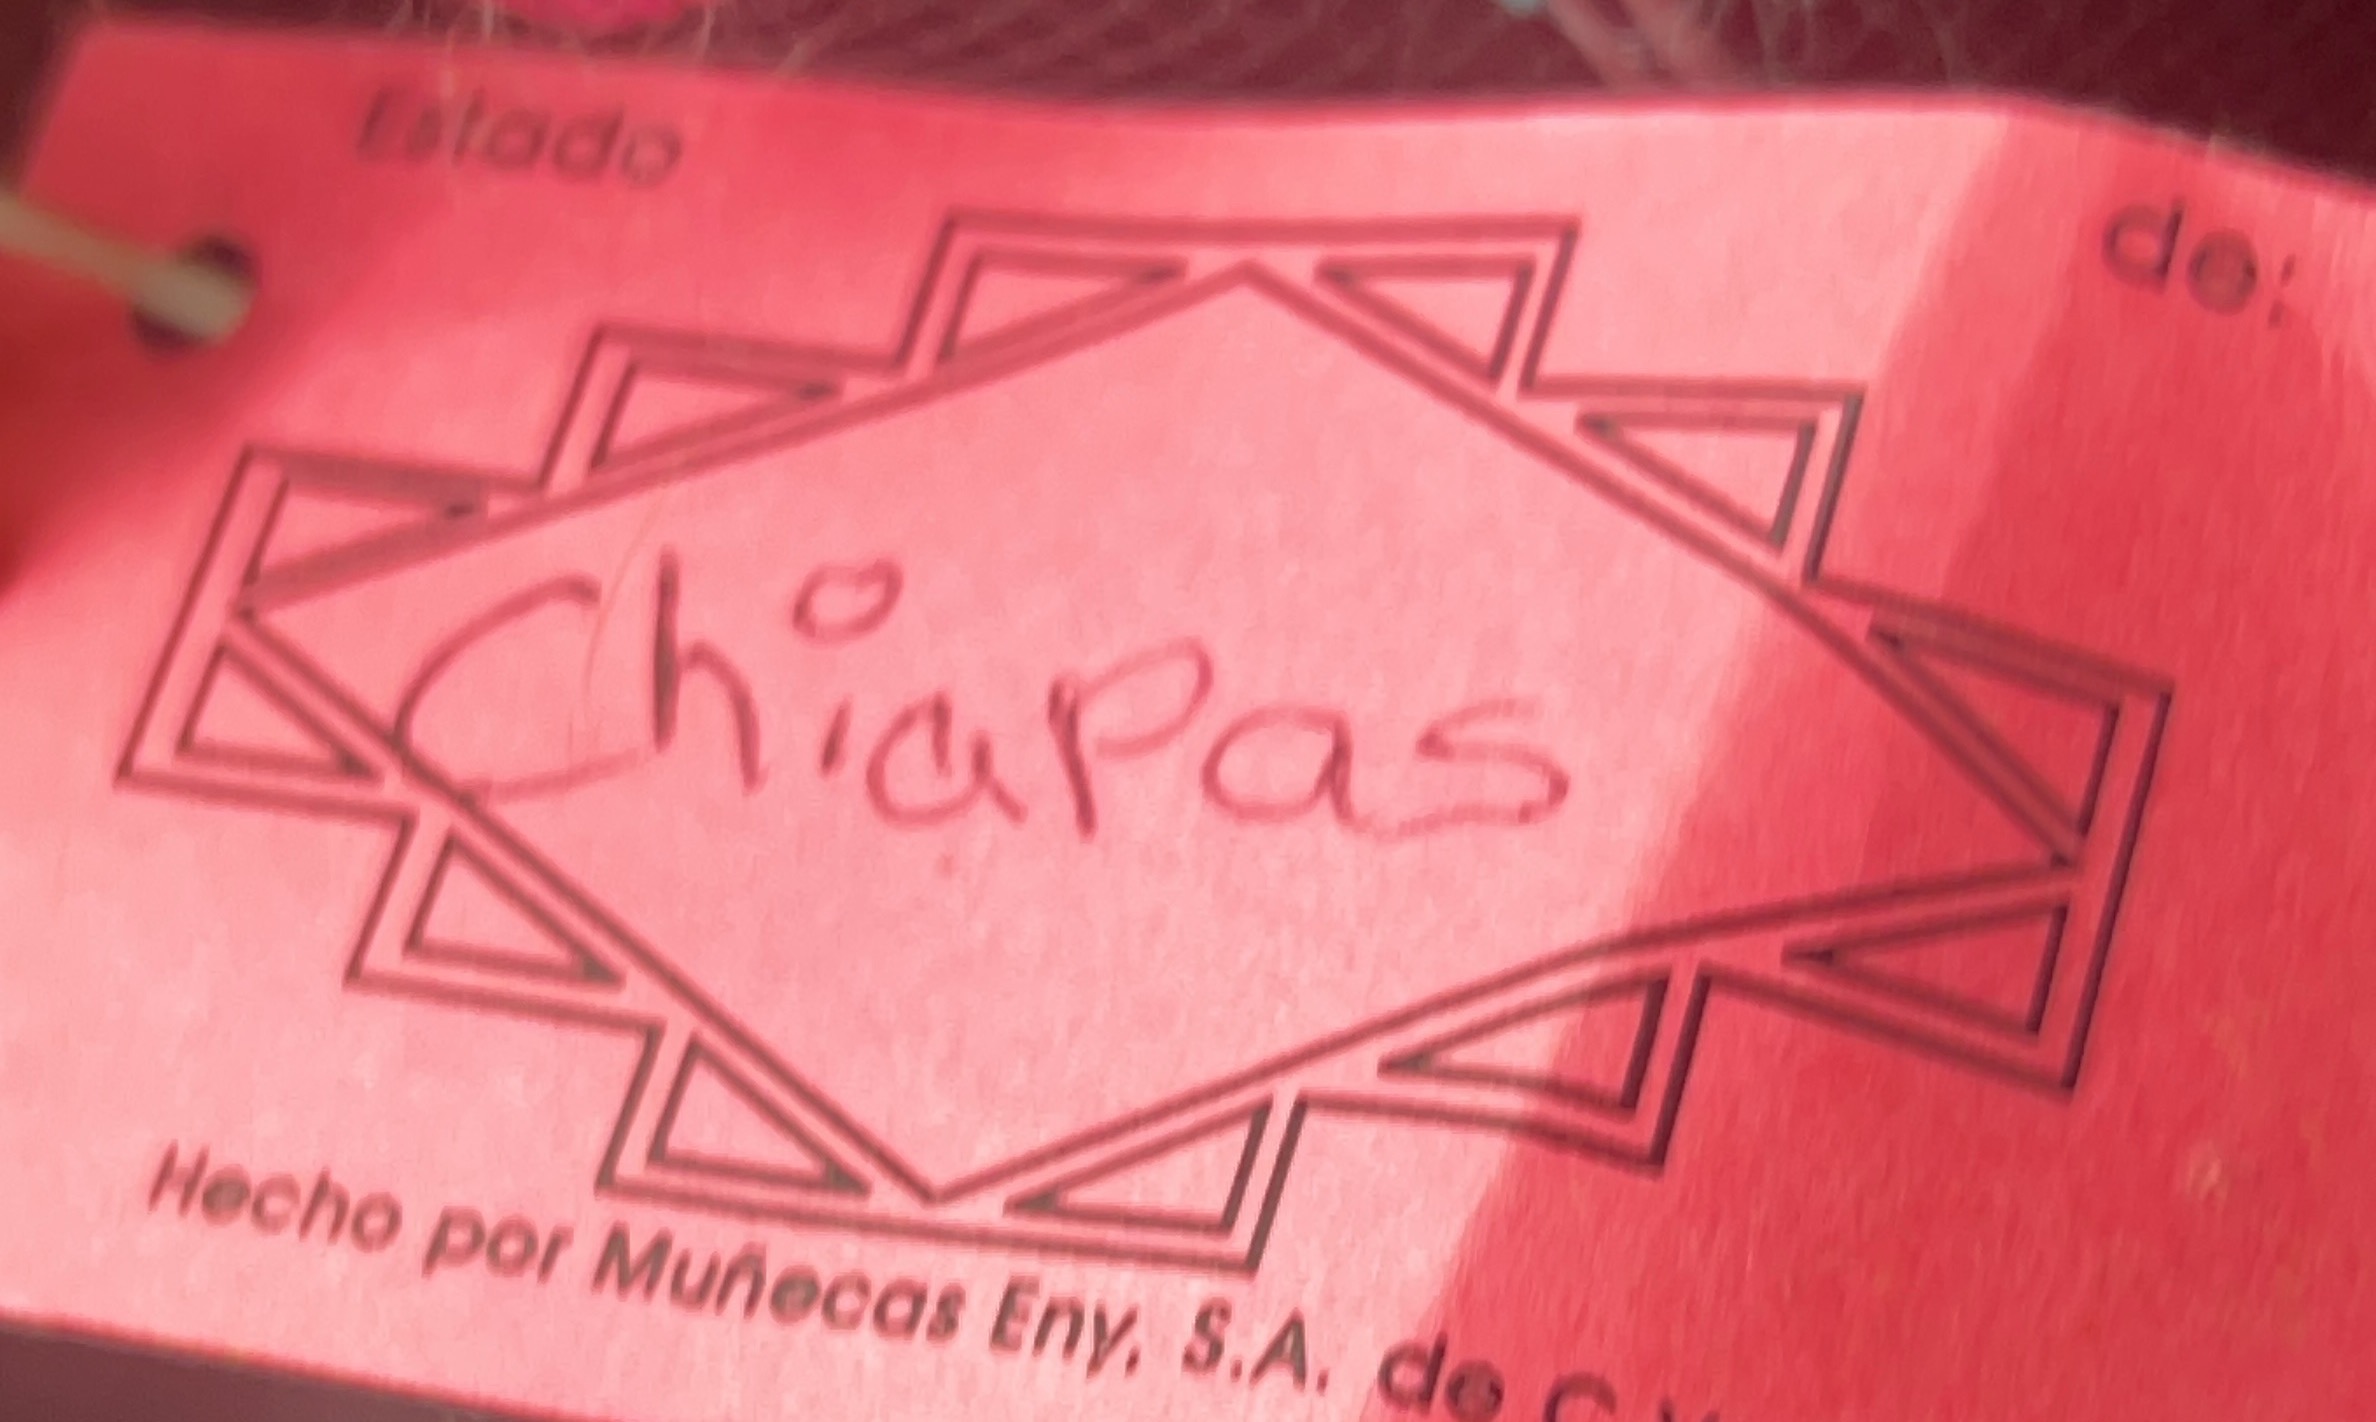 Estado de:
Chiapas
Hecho por Muñecas Eny, S.A. de C.V